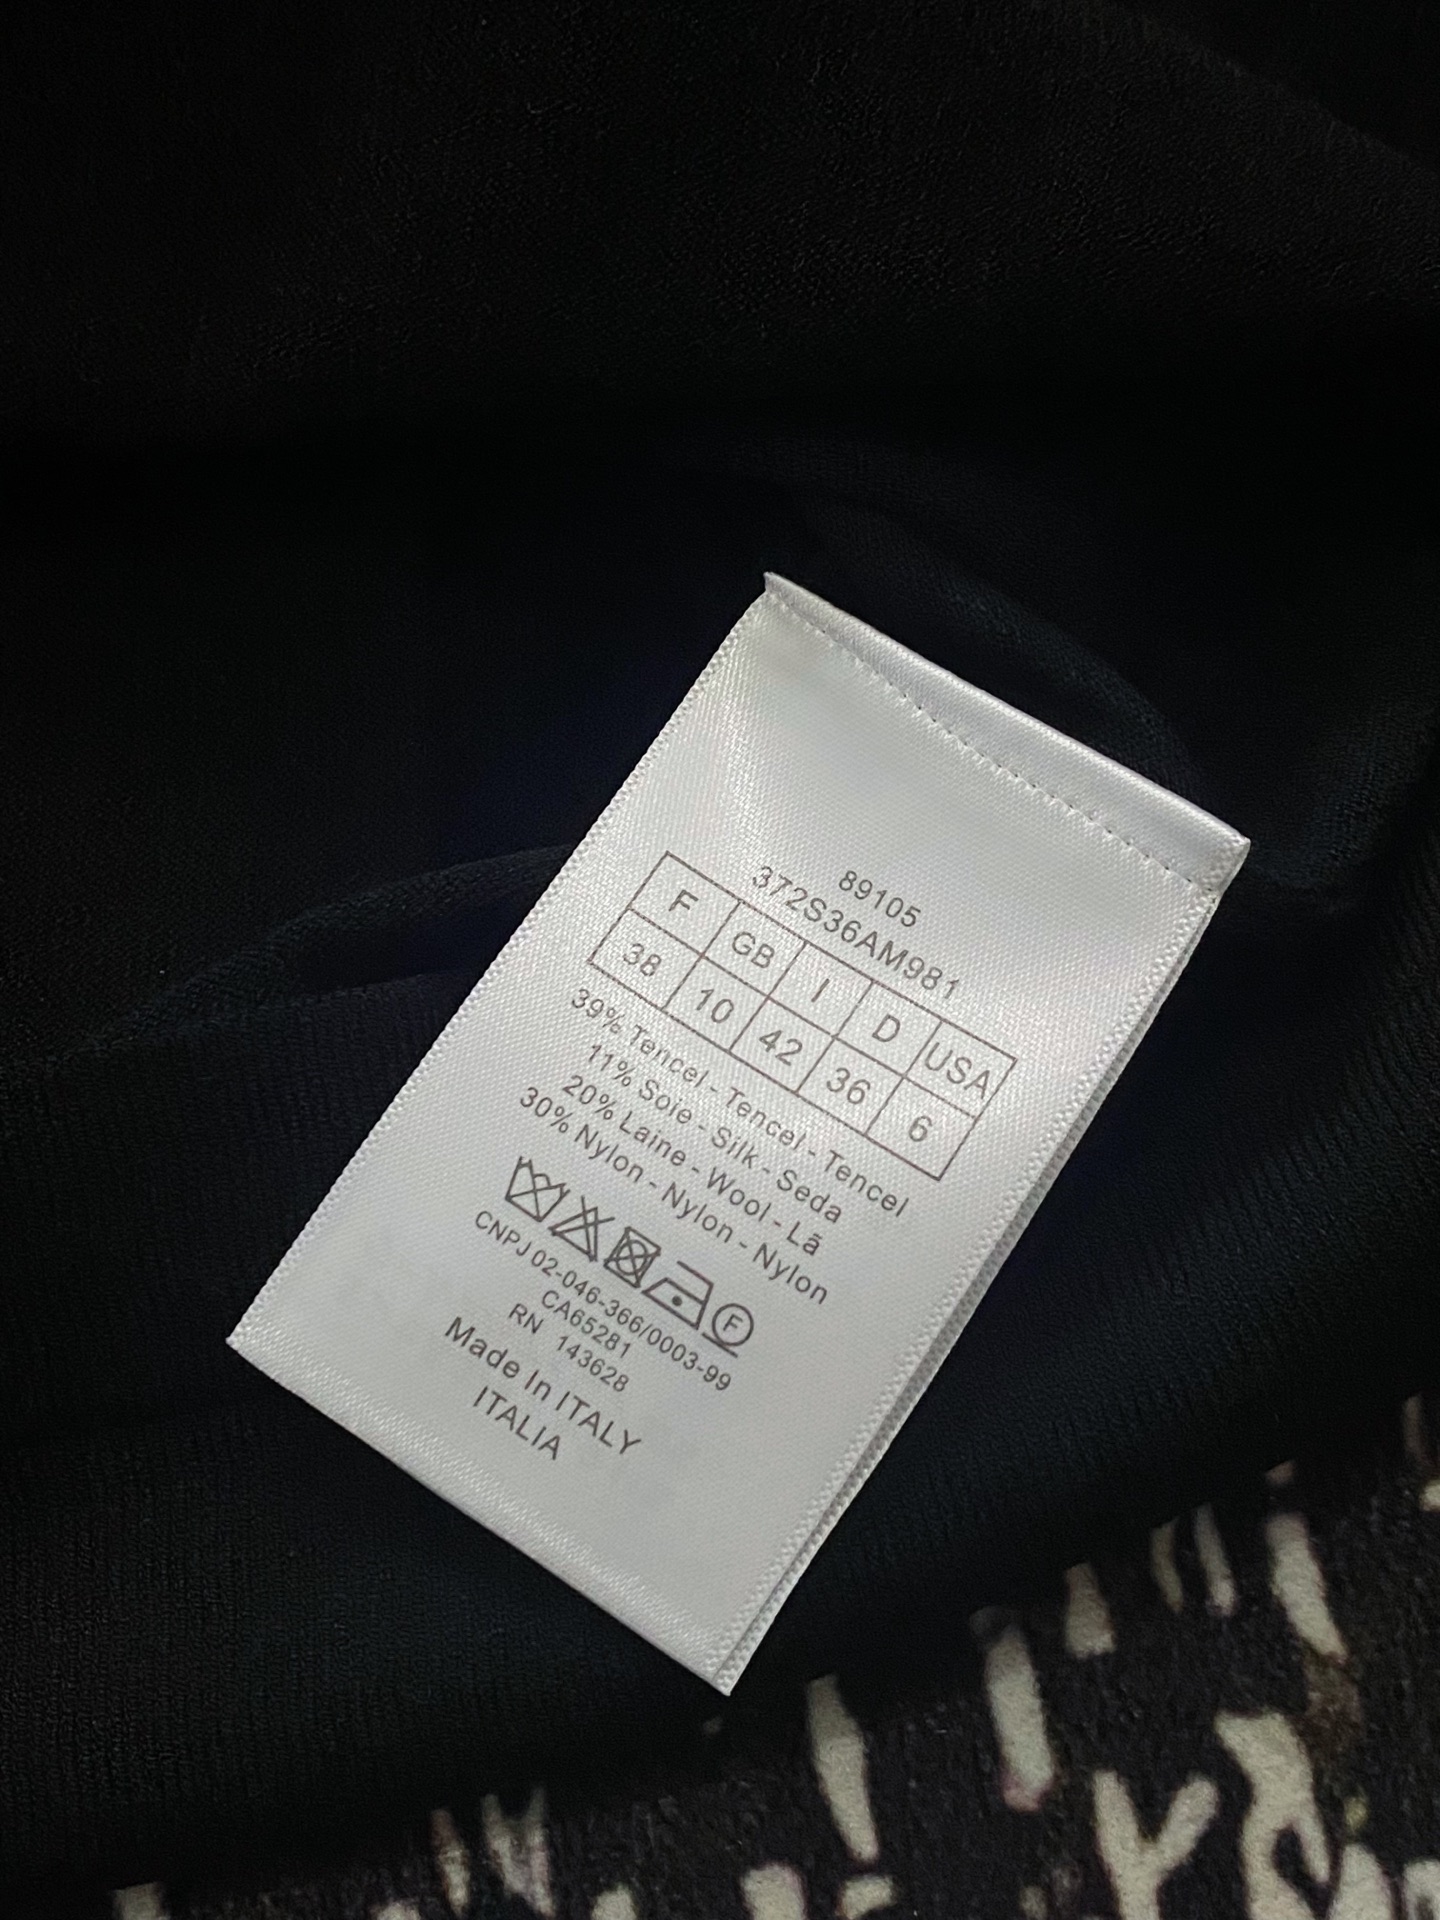 89105
372S36AM981
F GB I D USA
38 10 42 36 6
39% Tencel - Tencel - Tencel
11% Soie - Silk - Seda
20% Laine - Wool - Lã
30% Nylon - Nylon - Nylon
F
CNPJ 02-046-366/0003-99
CA65281
RN 143628
Made In ITALY
ITALIA